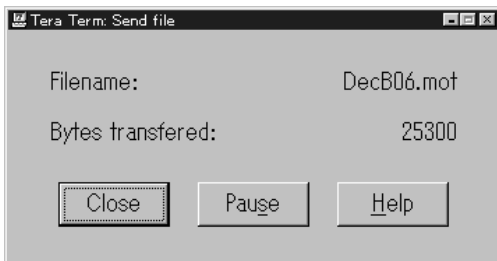 Tera Term: Send file
Filename: DecB06.mot
Bytes transfered: 25300
Close Pause Help